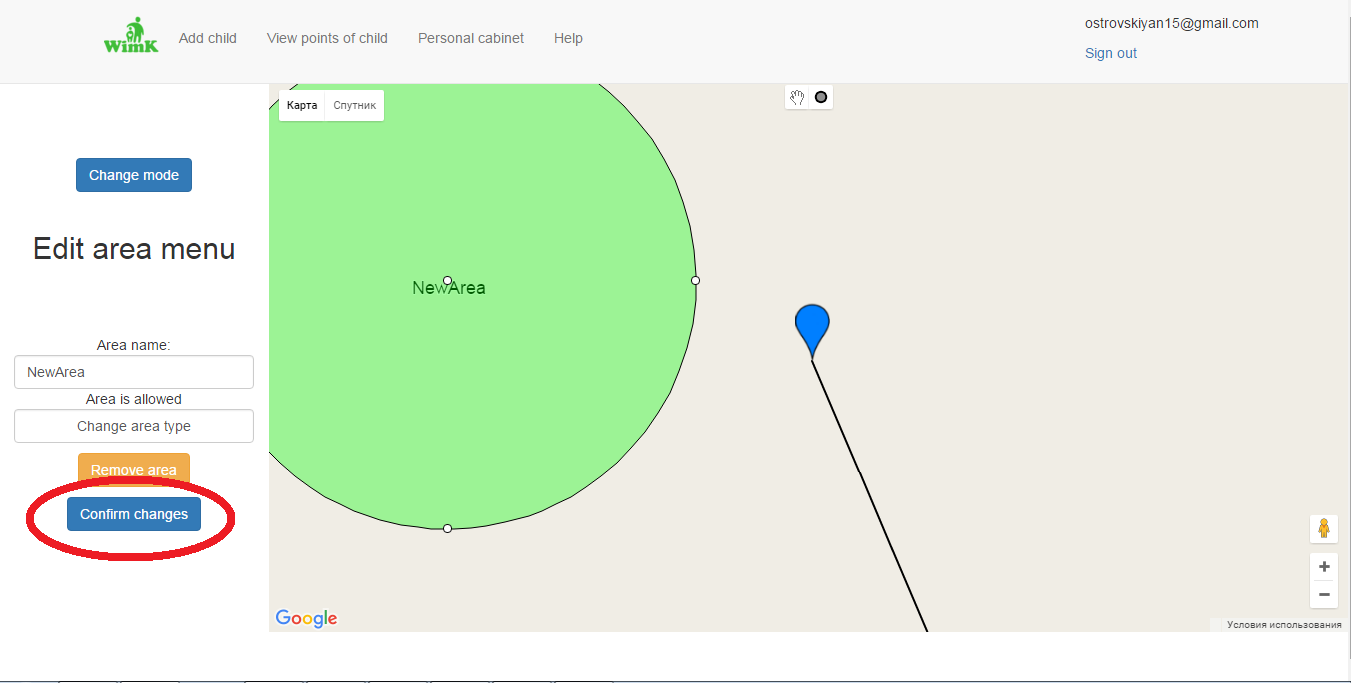 WimK
Add child
View points of child
Personal cabinet
Help
ostrovskiyan15@gmail.com
Sign out
Change mode
Edit area menu
Area name:
NewArea
Area is allowed
Change area type
Remove area
Confirm changes
Карта
Спутник
NewArea
Google
Условия использования